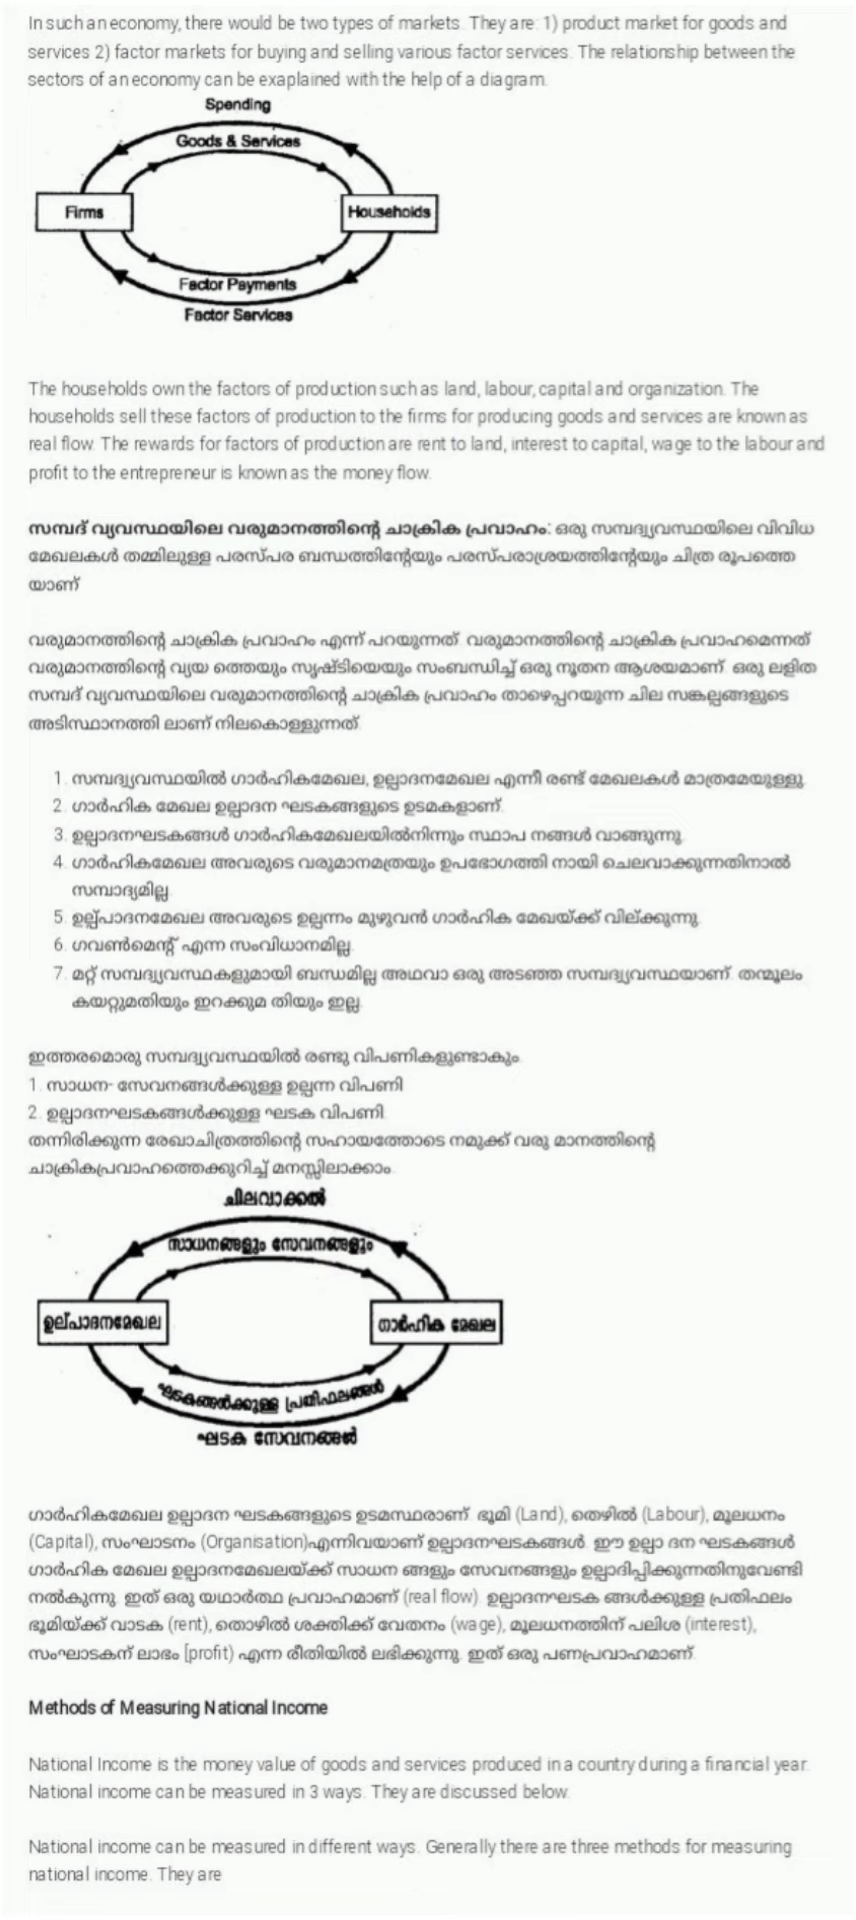 In such an economy, there would be two types of markets. They are: 1) product market for goods and
services 2) factor markets for buying and selling various factor services. The relationship between the
sectors of an economy can be exaplained with the help of a diagram.
Spending
Goods & Services
Firms
Households
Factor Payments
Factor Services
The households own the factors of production such as land, labour, capital and organization. The
households sell these factors of production to the firms for producing goods and services are known as
real flow. The rewards for factors of production are rent to land, interest to capital, wage to the labour and
profit to the entrepreneur is known as the money flow.
സമ്പദ് വ്യവസ്ഥയിലെ വരുമാനത്തിന്റെ ചാക്രിക പ്രവാഹം: ഒരു സമ്പദ്വ്യവസ്ഥയിലെ വിവിധ
മേഖലകൾ തമ്മിലുള്ള പരസ്പര ബന്ധത്തിന്റേയും പരസ്പരാശ്രയത്തിന്റേയും ചിത്ര രൂപത്തെ
യാണ്
വരുമാനത്തിന്റെ ചാക്രിക പ്രവാഹം എന്ന് പറയുന്നത്. വരുമാനത്തിന്റെ ചാക്രിക പ്രവാഹമെന്നത്
വരുമാനത്തിന്റെ വ്യയ ത്തെയും സൃഷ്ടിയെയും സംബന്ധിച്ച് ഒരു നൂതന ആശയമാണ്. ഒരു ലളിത
സമ്പദ് വ്യവസ്ഥയിലെ വരുമാനത്തിന്റെ ചാക്രിക പ്രവാഹം താഴെപ്പറയുന്ന ചില സങ്കല്പങ്ങളുടെ
അടിസ്ഥാനത്തി ലാണ് നിലകൊള്ളുന്നത്.
1. സമ്പദ്വ്യവസ്ഥയിൽ ഗാർഹികമേഖല, ഉല്പാദനമേഖല എന്നീ രണ്ട് മേഖലകൾ മാത്രമേയുള്ളു.
2. ഗാർഹിക മേഖല ഉല്പാദന ഘടകങ്ങളുടെ ഉടമകളാണ്.
3. ഉല്പാദനഘടകങ്ങൾ ഗാർഹികമേഖലയിൽനിന്നും സ്ഥാപ നങ്ങൾ വാങ്ങുന്നു.
4. ഗാർഹികമേഖല അവരുടെ വരുമാനമത്രയും ഉപഭോഗത്തി നായി ചെലവാക്കുന്നതിനാൽ
സമ്പാദ്യമില്ല.
5. ഉല്പ്പാദനമേഖല അവരുടെ ഉല്പന്നം മുഴുവൻ ഗാർഹിക മേഖയ്ക്ക് വില്ക്കുന്നു.
6. ഗവൺമെന്റ് എന്ന സംവിധാനമില്ല.
7. മറ്റ് സമ്പദ്വ്യവസ്ഥകളുമായി ബന്ധമില്ല അഥവാ ഒരു അടഞ്ഞ സമ്പദ്വ്യവസ്ഥയാണ്. തന്മൂലം
കയറ്റുമതിയും ഇറക്കുമ തിയും ഇല്ല.
ഇത്തരമൊരു സമ്പദ്വ്യവസ്ഥയിൽ രണ്ടു വിപണികളുണ്ടാകും.
1. സാധന- സേവനങ്ങൾക്കുള്ള ഉല്പന്ന വിപണി
2. ഉല്പാദനഘടകങ്ങൾക്കുള്ള ഘടക വിപണി.
തന്നിരിക്കുന്ന രേഖാചിത്രത്തിന്റെ സഹായത്തോടെ നമുക്ക് വരു മാനത്തിന്റെ
ചാക്രികപ്രവാഹത്തെക്കുറിച്ച് മനസ്സിലാക്കാം.
ചിലവാക്കൽ
സാധനങ്ങളും സേവനങ്ങളും
ഉല്പാദനമേഖല
ഗാർഹിക മേഖല
ഘടകങ്ങൾക്കുള്ള പ്രതിഫലങ്ങൾ
ഘടക സേവനങ്ങൾ
ഗാർഹികമേഖല ഉല്പാദന ഘടകങ്ങളുടെ ഉടമസ്ഥരാണ്. ഭൂമി (Land), തൊഴിൽ (Labour), മൂലധനം
(Capital), സംഘാടനം (Organisation)എന്നിവയാണ് ഉല്പാദനഘടകങ്ങൾ. ഈ ഉല്പാ ദന ഘടകങ്ങൾ
ഗാർഹിക മേഖല ഉല്പാദനമേഖലയ്ക്ക് സാധന ങ്ങളും സേവനങ്ങളും ഉല്പാദിപ്പിക്കുന്നതിനുവേണ്ടി
നൽകുന്നു. ഇത് ഒരു യഥാർത്ഥ പ്രവാഹമാണ് (real flow). ഉല്പാദനഘടക ങ്ങൾക്കുള്ള പ്രതിഫലം
ഭൂമിയ്ക്ക് വാടക (rent), തൊഴിൽ ശക്തിക്ക് വേതനം (wage), മൂലധനത്തിന് പലിശ (interest),
സംഘാടകന് ലാഭം [profit) എന്ന രീതിയിൽ ലഭിക്കുന്നു. ഇത് ഒരു പണപ്രവാഹമാണ്.
Methods of Measuring National Income
National Income is the money value of goods and services produced in a country during a financial year.
National income can be measured in 3 ways. They are discussed below.
National income can be measured in different ways. Generally there are three methods for measuring
national income. They are